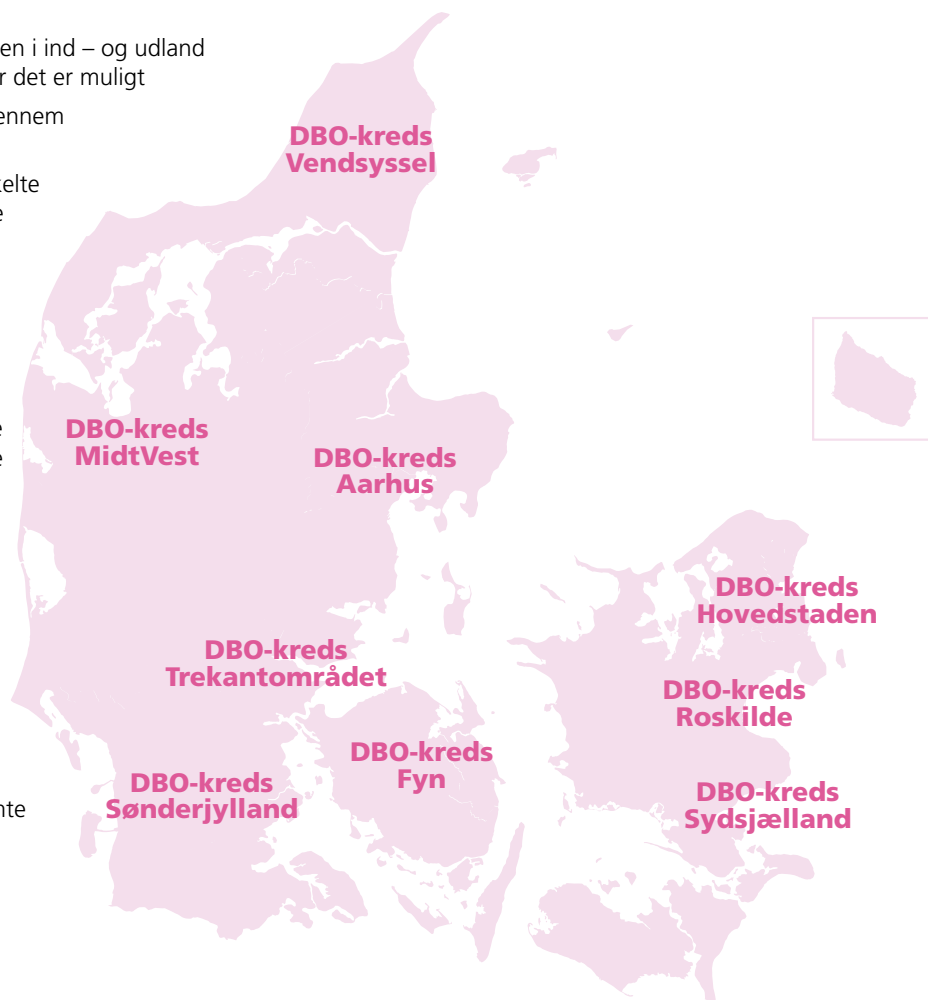 en i ind – og udland
r det er muligt
ennem
elte
e
e
e
nte
DBO-kreds
Vendsyssel
DBO-kreds
MidtVest
DBO-kreds
Aarhus
DBO-kreds
Hovedstaden
DBO-kreds
Trekantområdet
DBO-kreds
Roskilde
DBO-kreds
Fyn
DBO-kreds
Sønderjylland
DBO-kreds
Sydsjælland